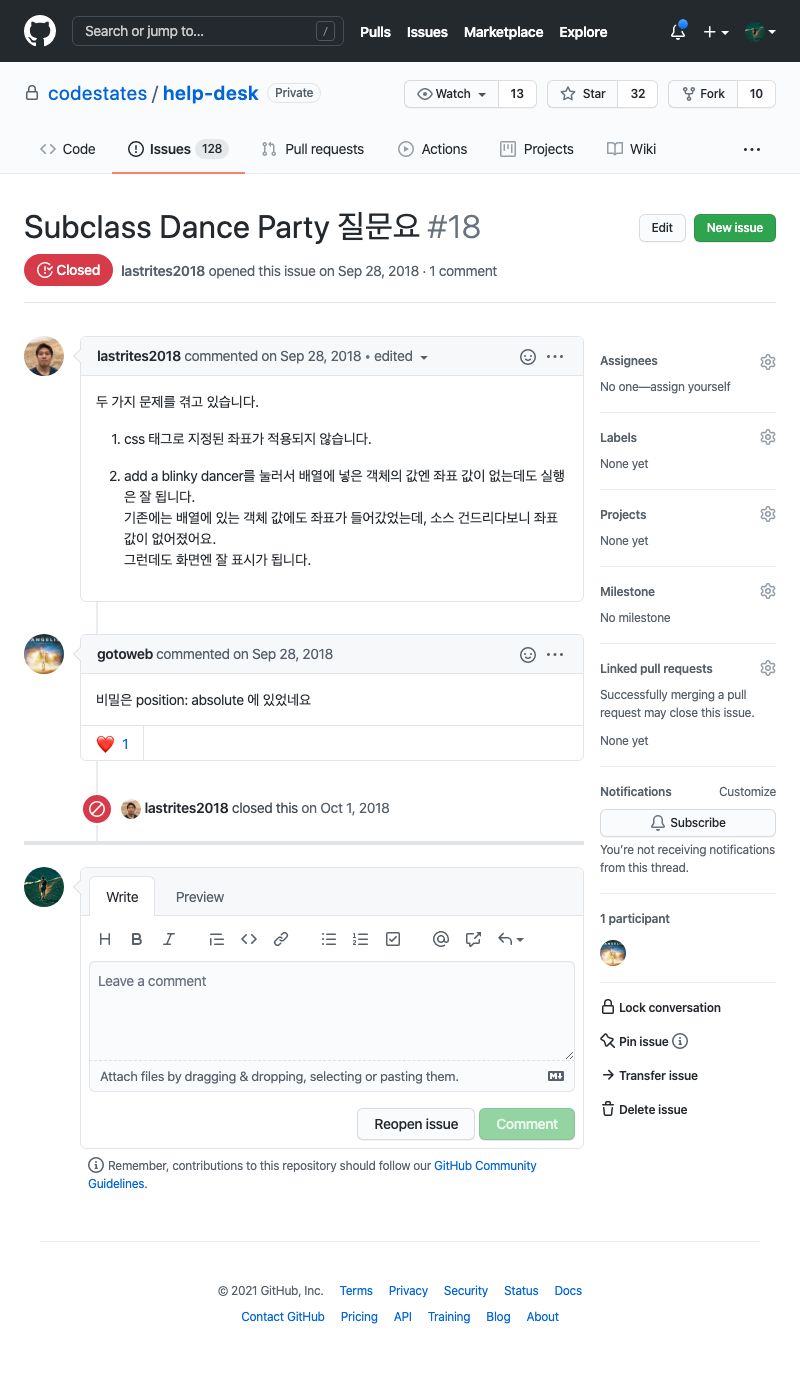 Search or jump to... /
Pulls Issues Marketplace Explore
codestates / help-desk Private
Watch 13 Star 32 Fork 10
Code Issues 128 Pull requests Actions Projects Wiki ...
Subclass Dance Party 질문요 #18
Edit New issue
Closed lastrites2018 opened this issue on Sep 28, 2018 · 1 comment
lastrites2018 commented on Sep 28, 2018 • edited
두 가지 문제를 겪고 있습니다.
1. css 태그로 지정된 좌표가 적용되지 않습니다.
2. add a blinky dancer를 눌러서 배열에 넣은 객체의 값엔 좌표 값이 없는데도 실행
은 잘 됩니다.
기존에는 배열에 있는 객체 값에도 좌표가 들어갔었는데, 소스 건드리다보니 좌표
값이 없어졌어요.
그런데도 화면엔 잘 표시가 됩니다.
gotoweb commented on Sep 28, 2018
비밀은 position: absolute 에 있었네요
❤️ 1
lastrites2018 closed this on Oct 1, 2018
Write Preview
Leave a comment
Attach files by dragging & dropping, selecting or pasting them.
Reopen issue Comment
Remember, contributions to this repository should follow our GitHub Community
Guidelines.
Assignees
No one—assign yourself
Labels
None yet
Projects
None yet
Milestone
No milestone
Linked pull requests
Successfully merging a pull
request may close this issue.
None yet
Notifications Customize
Subscribe
You're not receiving notifications
from this thread.
1 participant
Lock conversation
Pin issue
Transfer issue
Delete issue
© 2021 GitHub, Inc. Terms Privacy Security Status Docs
Contact GitHub Pricing API Training Blog About